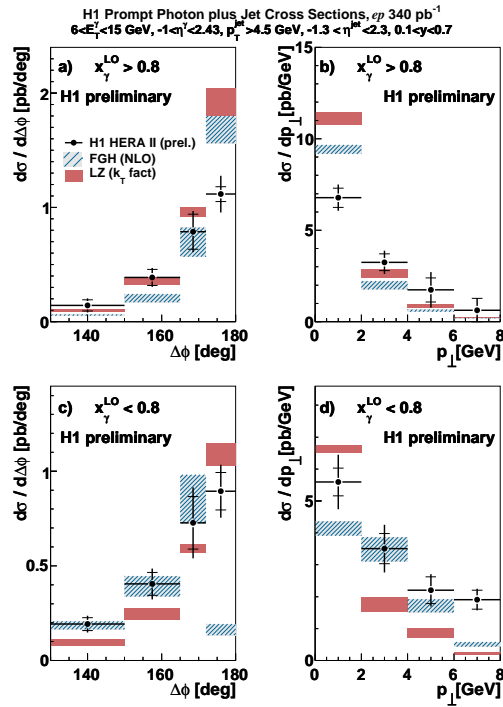 H1 Prompt Photon plus Jet Cross Sections, ep 340 pb⁻¹
6<E_T^γ<15 GeV, -1<η^γ<2.43, p_T^jet>4.5 GeV, -1.3 < η^jet<2.3, 0.1<y<0.7
a) x_γ^LO > 0.8
H1 preliminary
H1 HERA II (prel.)
FGH (NLO)
LZ (k_T fact)
dσ / dΔφ [pb/deg]
2
1
0
140 160 180
Δφ [deg]
b) x_γ^LO > 0.8
H1 preliminary
dσ / dp_⊥ [pb/GeV]
15
10
5
0
0 2 4 6 8
p_⊥ [GeV]
c) x_γ^LO < 0.8
H1 preliminary
dσ / dΔφ [pb/deg]
1
0.5
0
140 160 180
Δφ [deg]
d) x_γ^LO < 0.8
H1 preliminary
dσ / dp_⊥ [pb/GeV]
5
0
0 2 4 6 8
p_⊥ [GeV]